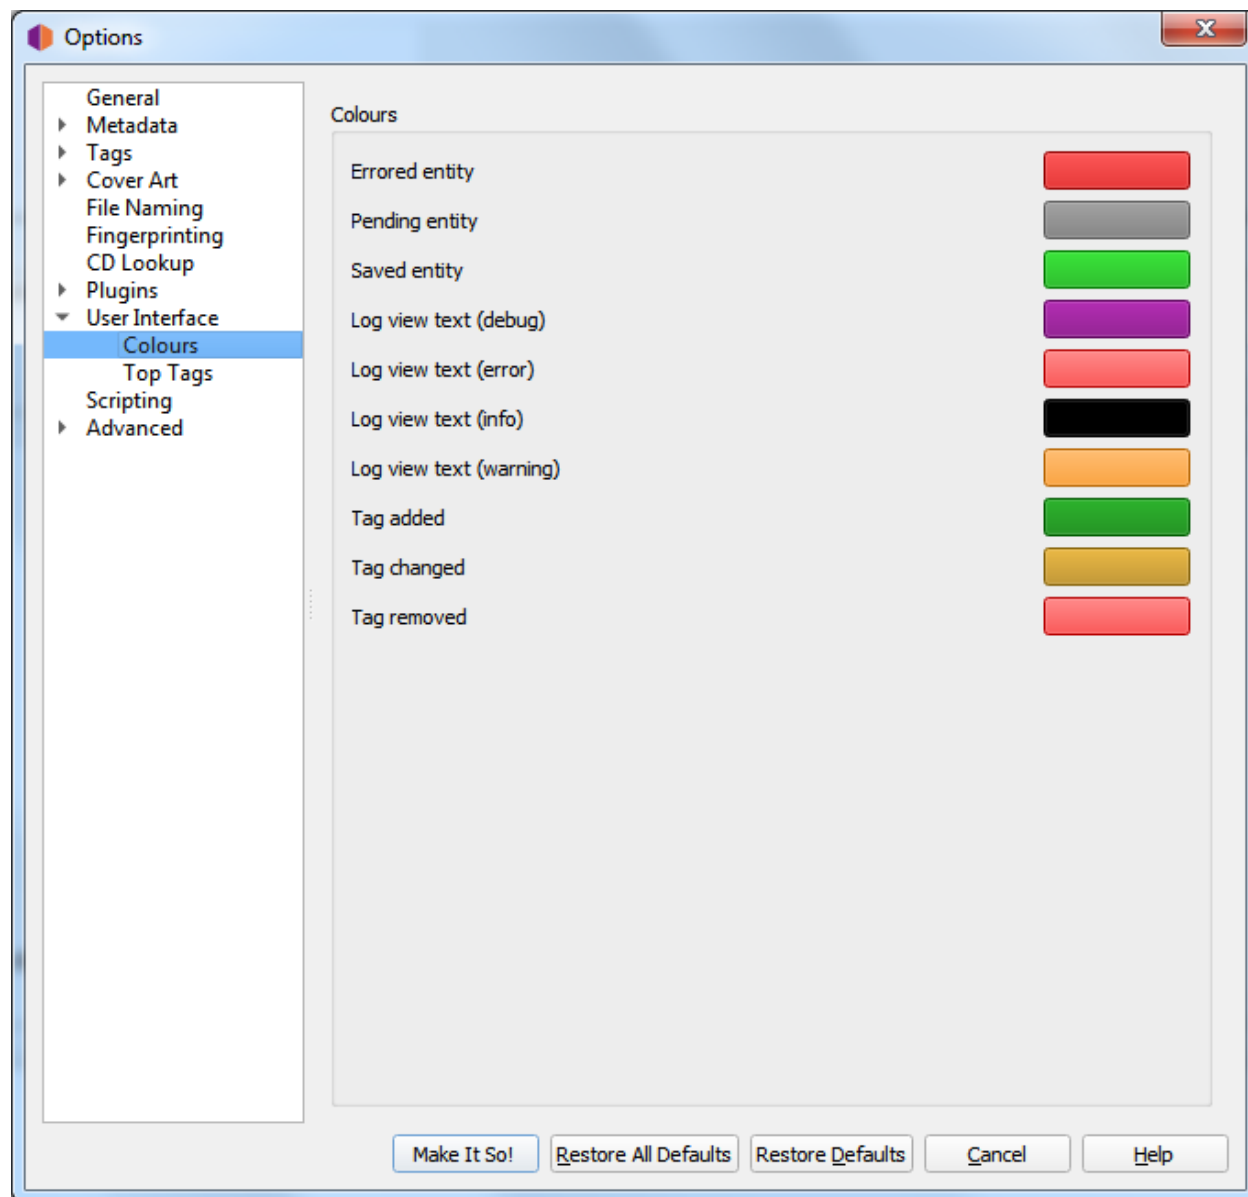 Options
General
Metadata
Tags
Cover Art
File Naming
Fingerprinting
CD Lookup
Plugins
User Interface
Colours
Top Tags
Scripting
Advanced
Colours
Errored entity
Pending entity
Saved entity
Log view text (debug)
Log view text (error)
Log view text (info)
Log view text (warning)
Tag added
Tag changed
Tag removed
Make It So! Restore All Defaults Restore Defaults Cancel Help